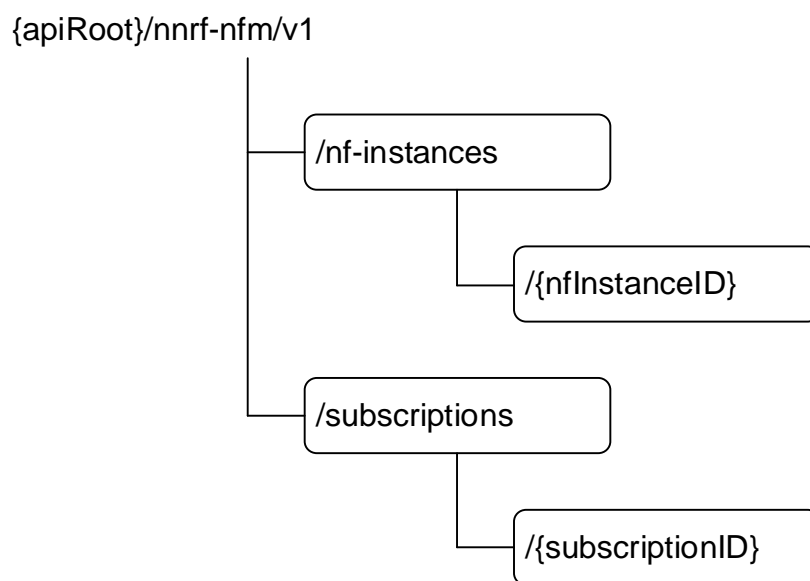 {apiRoot}/nnrf-nfm/v1
/nf-instances
/{nfInstanceID}
/subscriptions
/{subscriptionID}